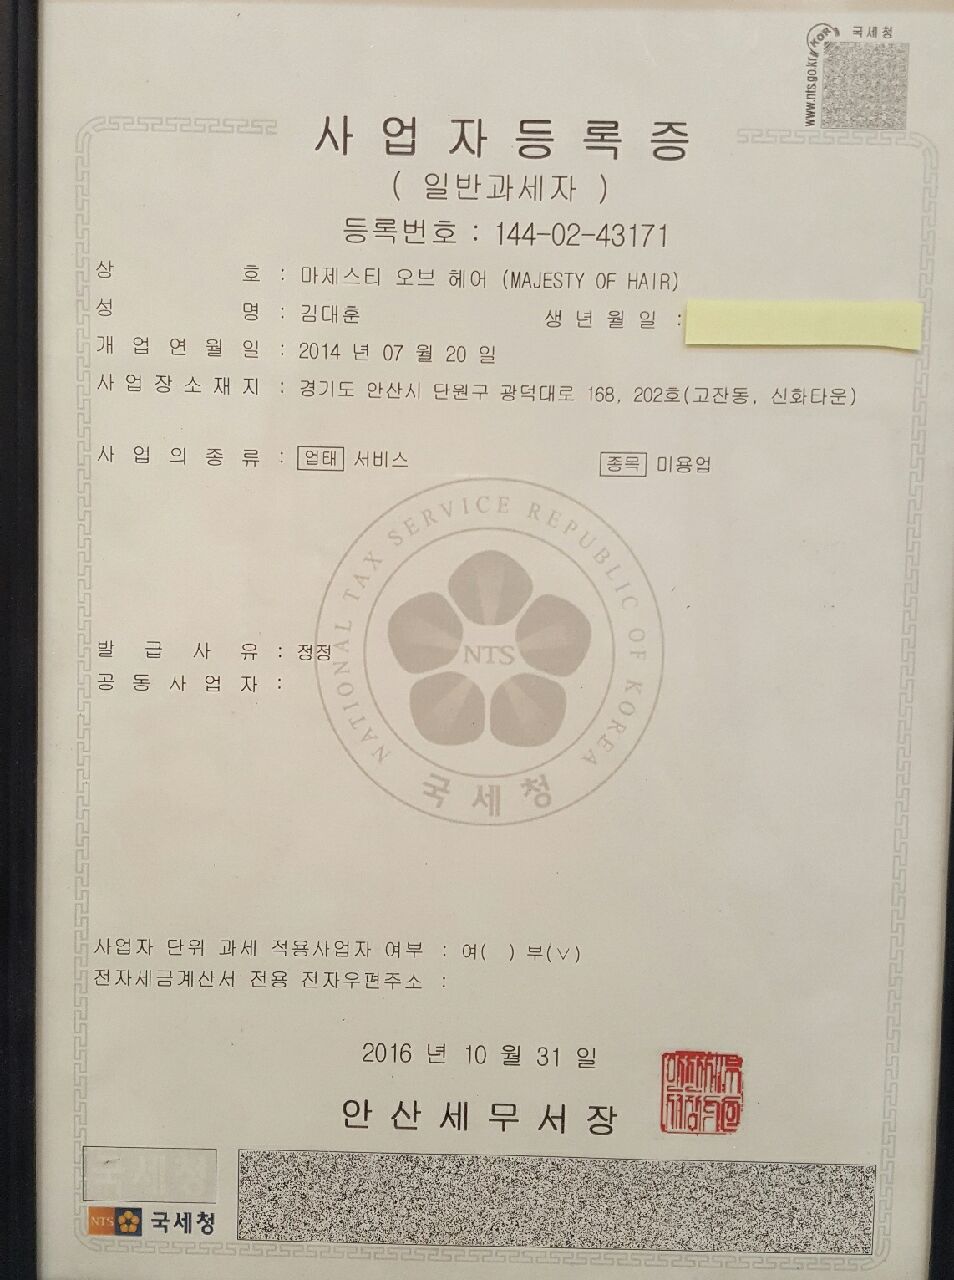 국세청
KOR
www.nts.go.kr
사업자등록증
( 일반과세자 )
등록번호 : 144-02-43171
상 호 : 마제스티 오브 헤어 (MAJESTY OF HAIR)
성 명 : 김대훈 생년월일 :
개업연월일 : 2014 년 07 월 20 일
사업장소재지 : 경기도 안산시 단원구 광덕대로 168, 202호(고잔동, 신화타운)
사업의종류 : 업태 서비스 종목 미용업
NATIONAL TAX SERVICE REPUBLIC OF KOREA
NTS
국세청
발급사유 : 정정
공동사업자 :
사업자 단위 과세 적용사업자 여부 : 여( ) 부(∨)
전자세금계산서 전용 전자우편주소 :
2016 년 10 월 31 일
안산세무서장
국세청
NTS 국세청